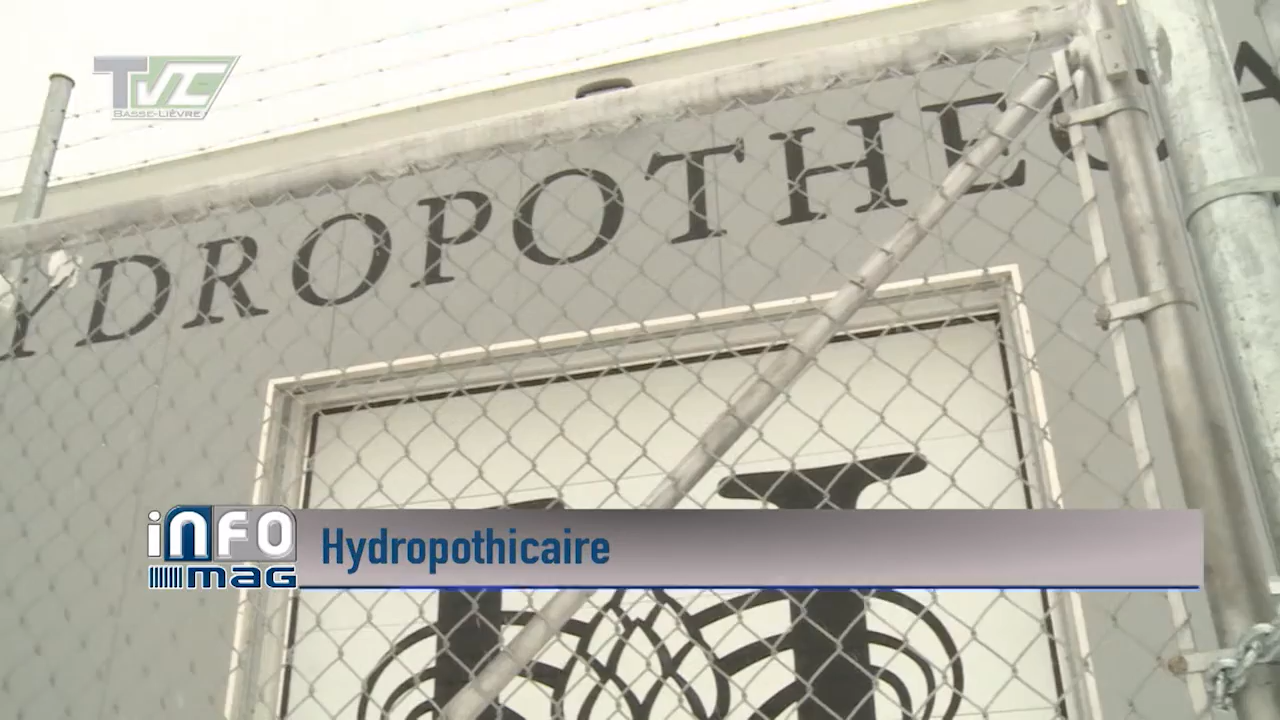 TVC
BASSE-LIÈVRE
YDROPOTHEC
iNFO
mag
Hydropothicaire